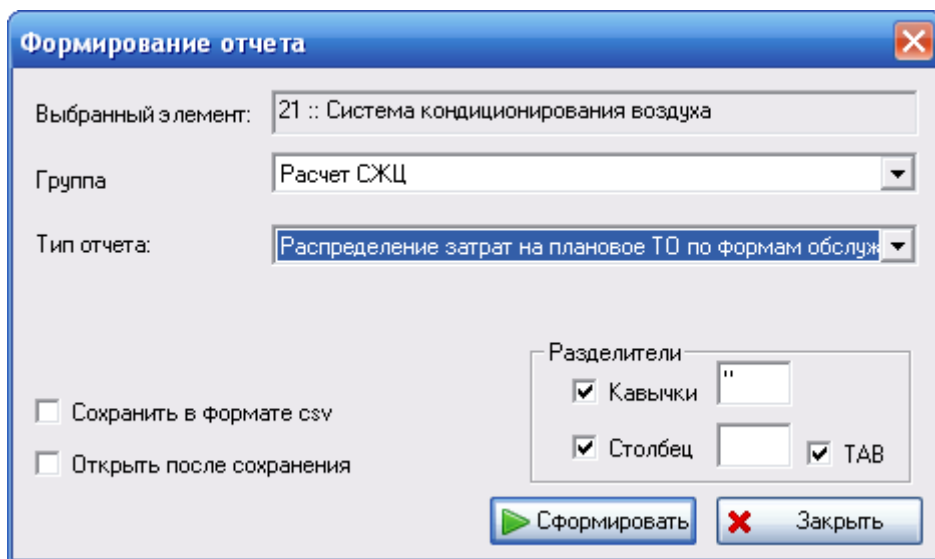 Формирование отчета
Выбранный элемент: 21 :: Система кондиционирования воздуха
Группа Расчет СЖЦ
Тип отчета: Распределение затрат на плановое ТО по формам обслуж
Разделители
Кавычки "
Сохранить в формате csv
Столбец TAB
Открыть после сохранения
Сформировать Закрыть